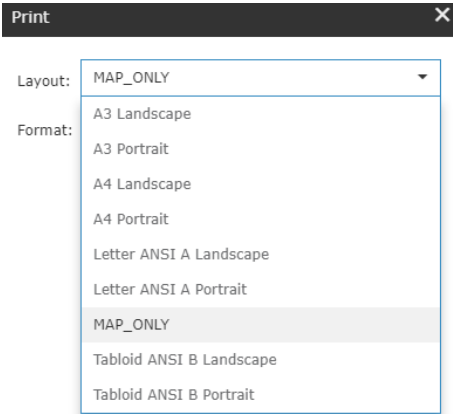 Print
Layout: MAP_ONLY
A3 Landscape
Format:
A3 Portrait
A4 Landscape
A4 Portrait
Letter ANSI A Landscape
Letter ANSI A Portrait
MAP_ONLY
Tabloid ANSI B Landscape
Tabloid ANSI B Portrait